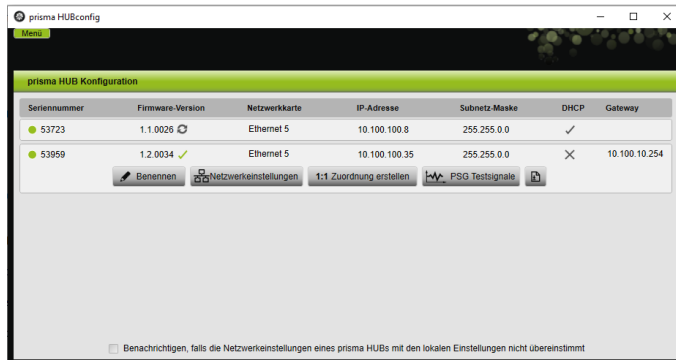 prisma HUBconfig
Menü
prisma HUB Konfiguration
Seriennummer Firmware-Version Netzwerkkarte IP-Adresse Subnetz-Maske DHCP Gateway
53723 1.1.0026 Ethernet 5 10.100.100.8 255.255.0.0
53959 1.2.0034 Ethernet 5 10.100.100.35 255.255.0.0 10.100.10.254
Benennen Netzwerkeinstellungen 1:1 Zuordnung erstellen PSG Testsignale
Benachrichtigen, falls die Netzwerkeinstellungen eines prisma HUBs mit den lokalen Einstellungen nicht übereinstimmt